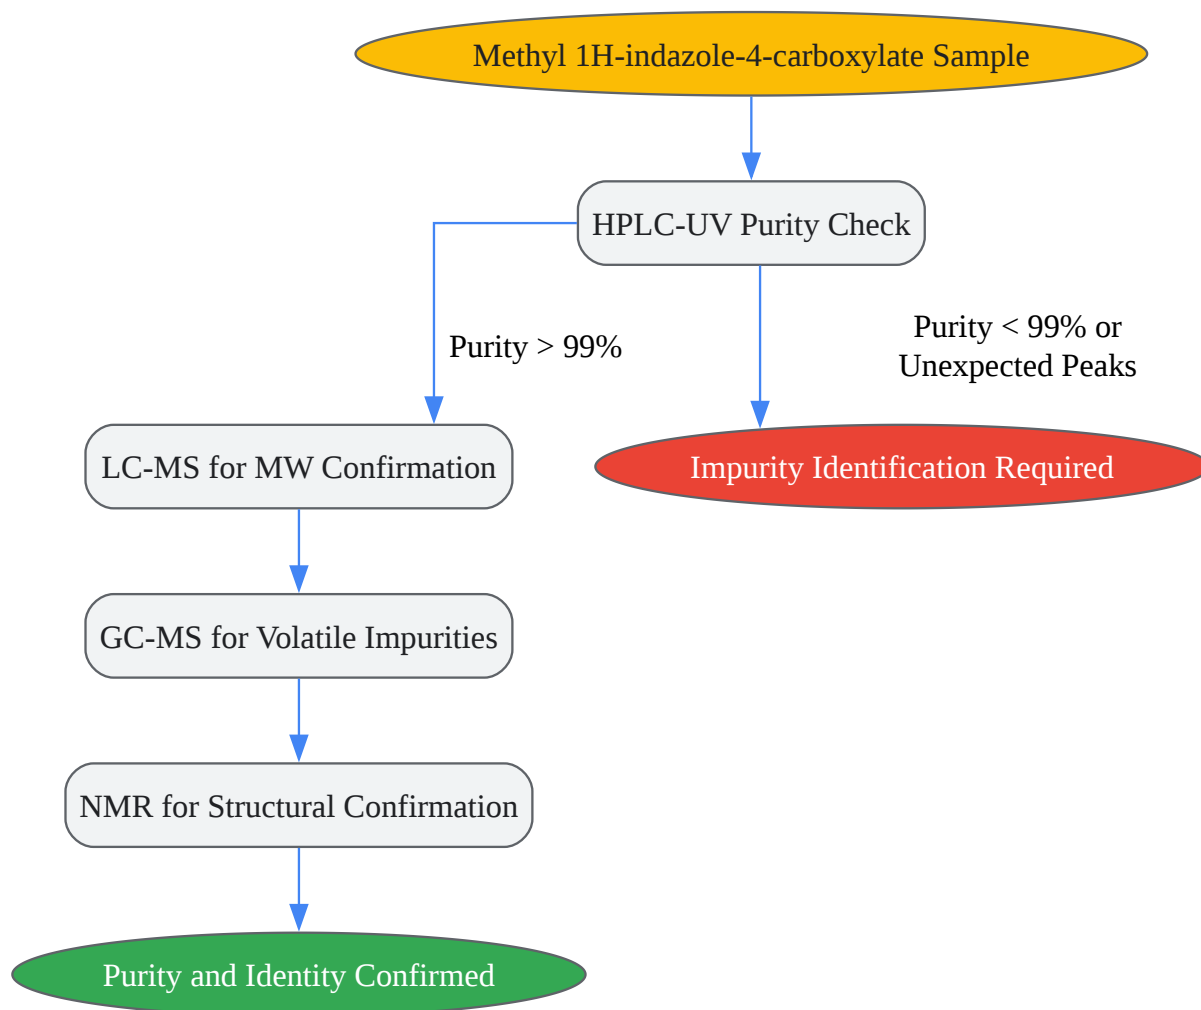 Methyl 1H-indazole-4-carboxylate Sample
HPLC-UV Purity Check
Purity > 99%
Purity < 99% or
Unexpected Peaks
LC-MS for MW Confirmation
Impurity Identification Required
GC-MS for Volatile Impurities
NMR for Structural Confirmation
Purity and Identity Confirmed